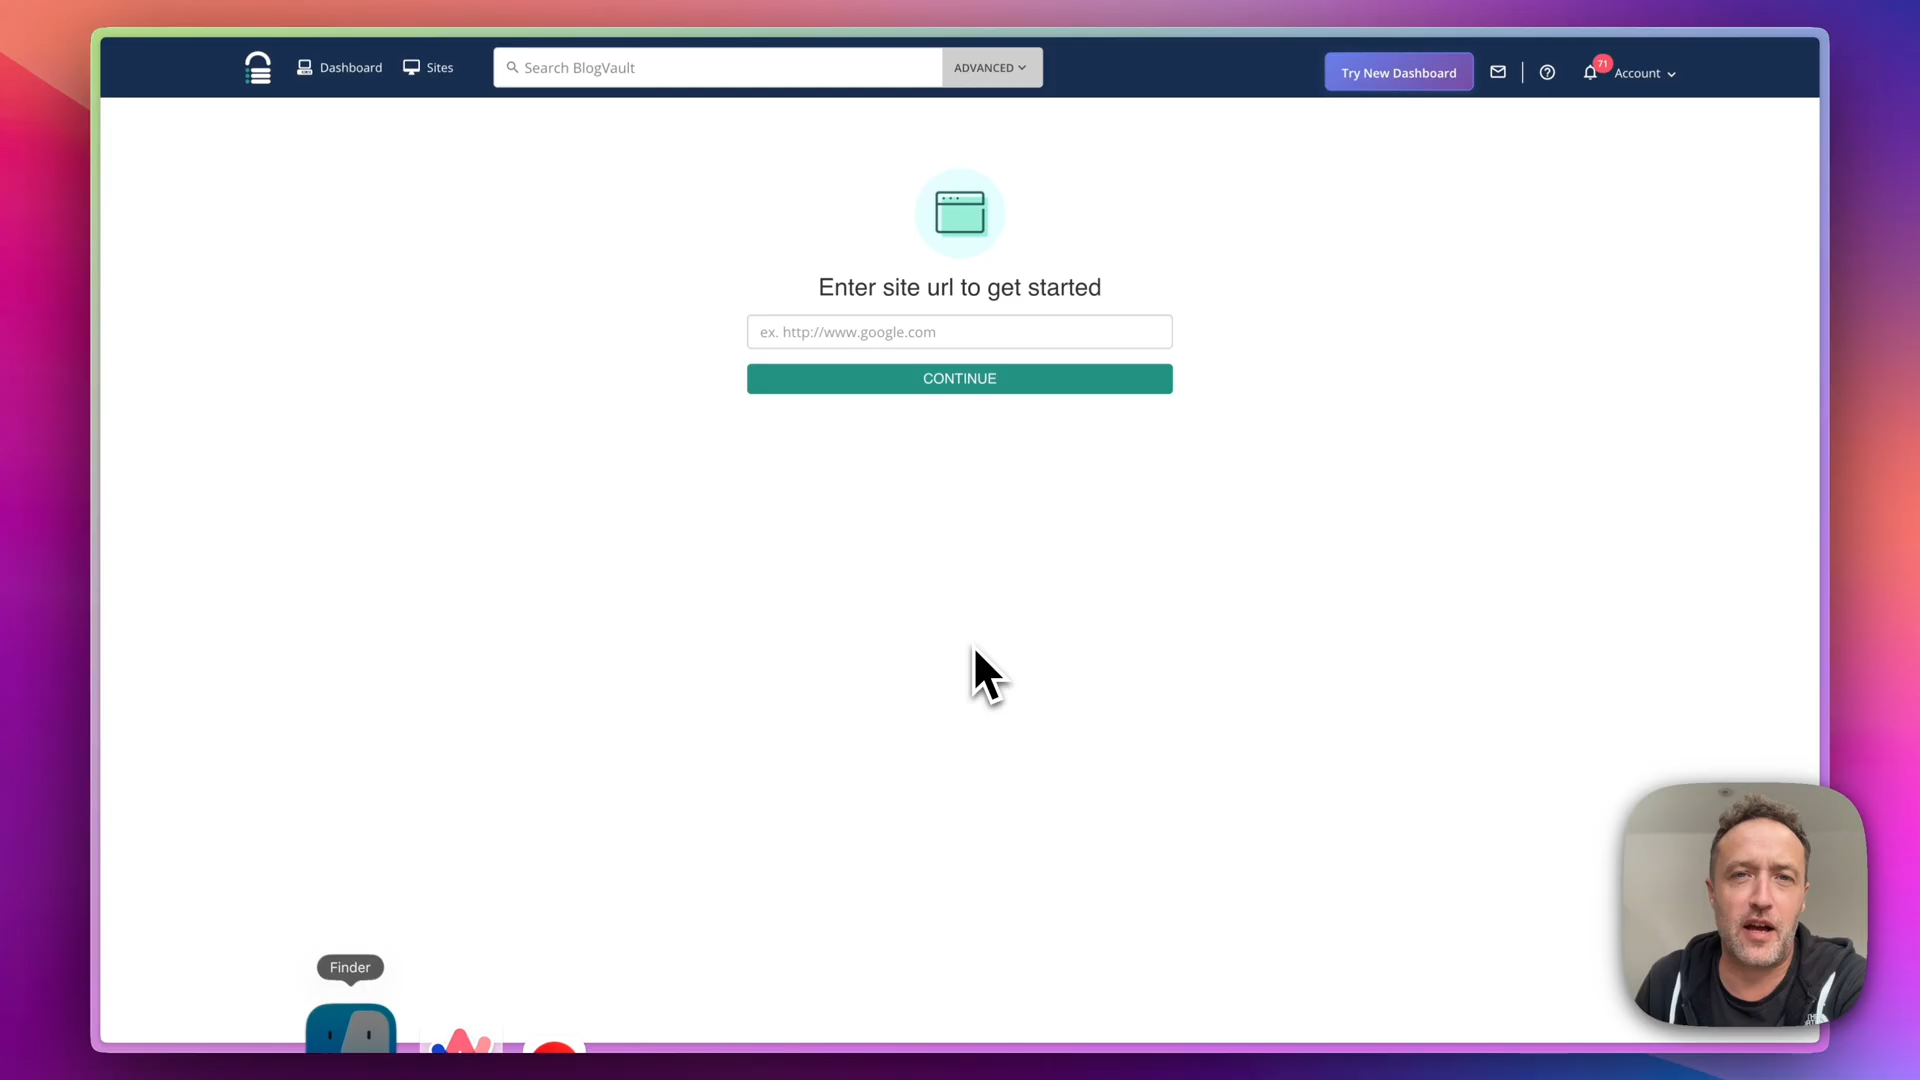 Dashboard
Sites
Search BlogVault
ADVANCED
Try New Dashboard
71
Account
Enter site url to get started
ex. http://www.google.com
CONTINUE
Finder